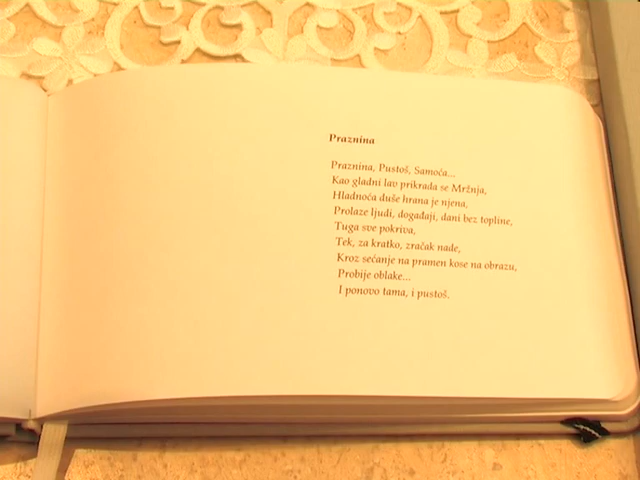 Praznina
Praznina, Pustoš, Samoća...
Kao gladni lav prikrada se Mržnja,
Hladnoća duše hrana je njena,
Prolaze ljudi, događaji, dani bez topline,
Tuga sve pokriva,
Tek, za kratko, zračak nade,
Kroz sećanje na pramen kose na obrazu,
Probije oblake...
I ponovo tama, i pustoš.